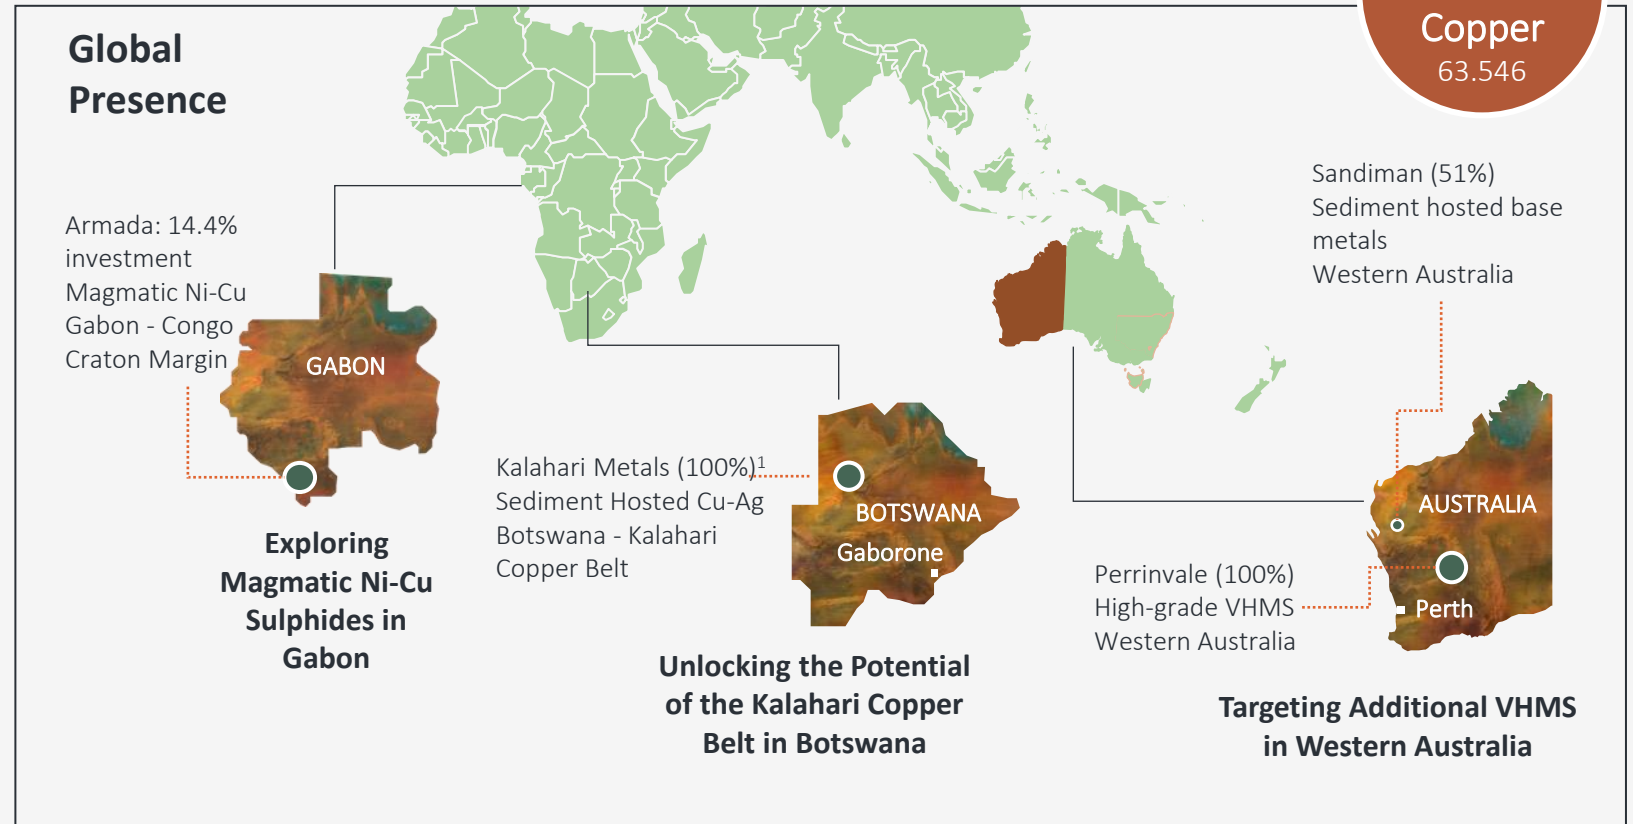 Global
Presence
Copper
63.546
Armada: 14.4%
investment
Magmatic Ni-Cu
Gabon - Congo
Craton Margin
GABON
Exploring
Magmatic Ni-Cu
Sulphides in
Gabon
Kalahari Metals (100%)¹
Sediment Hosted Cu-Ag
Botswana - Kalahari
Copper Belt
BOTSWANA
Gaborone
Unlocking the Potential
of the Kalahari Copper
Belt in Botswana
Sandiman (51%)
Sediment hosted base
metals
Western Australia
AUSTRALIA
Perth
Perrinvale (100%)
High-grade VHMS
Western Australia
Targeting Additional VHMS
in Western Australia